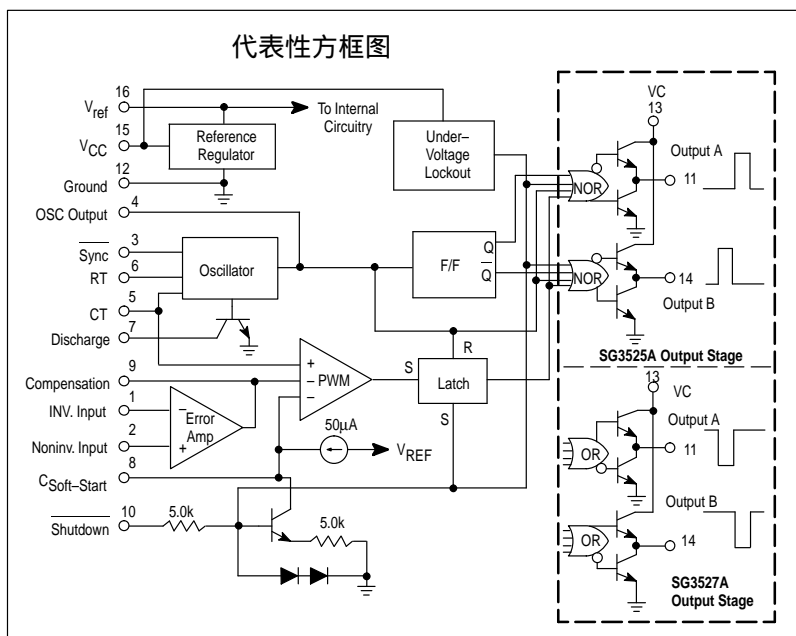 代表性方框图
16
Vref
15
VCC
12
Ground
4
OSC Output
3
Sync
6
RT
5
CT
7
Discharge
9
Compensation
1
INV. Input
2
Noninv. Input
8
CSoft–Start
10
Shutdown
To Internal
Circuitry
Reference
Regulator
Under–
Voltage
Lockout
Oscillator
F/F
Q
Q
+
–
–
PWM
S
R
Latch
S
–
Error
Amp
+
50µA
VREF
5.0k
5.0k
VC
13
Output A
NOR
11
NOR
14
Output B
SG3525A Output Stage
13
VC
Output A
OR
11
Output B
OR
14
SG3527A
Output Stage